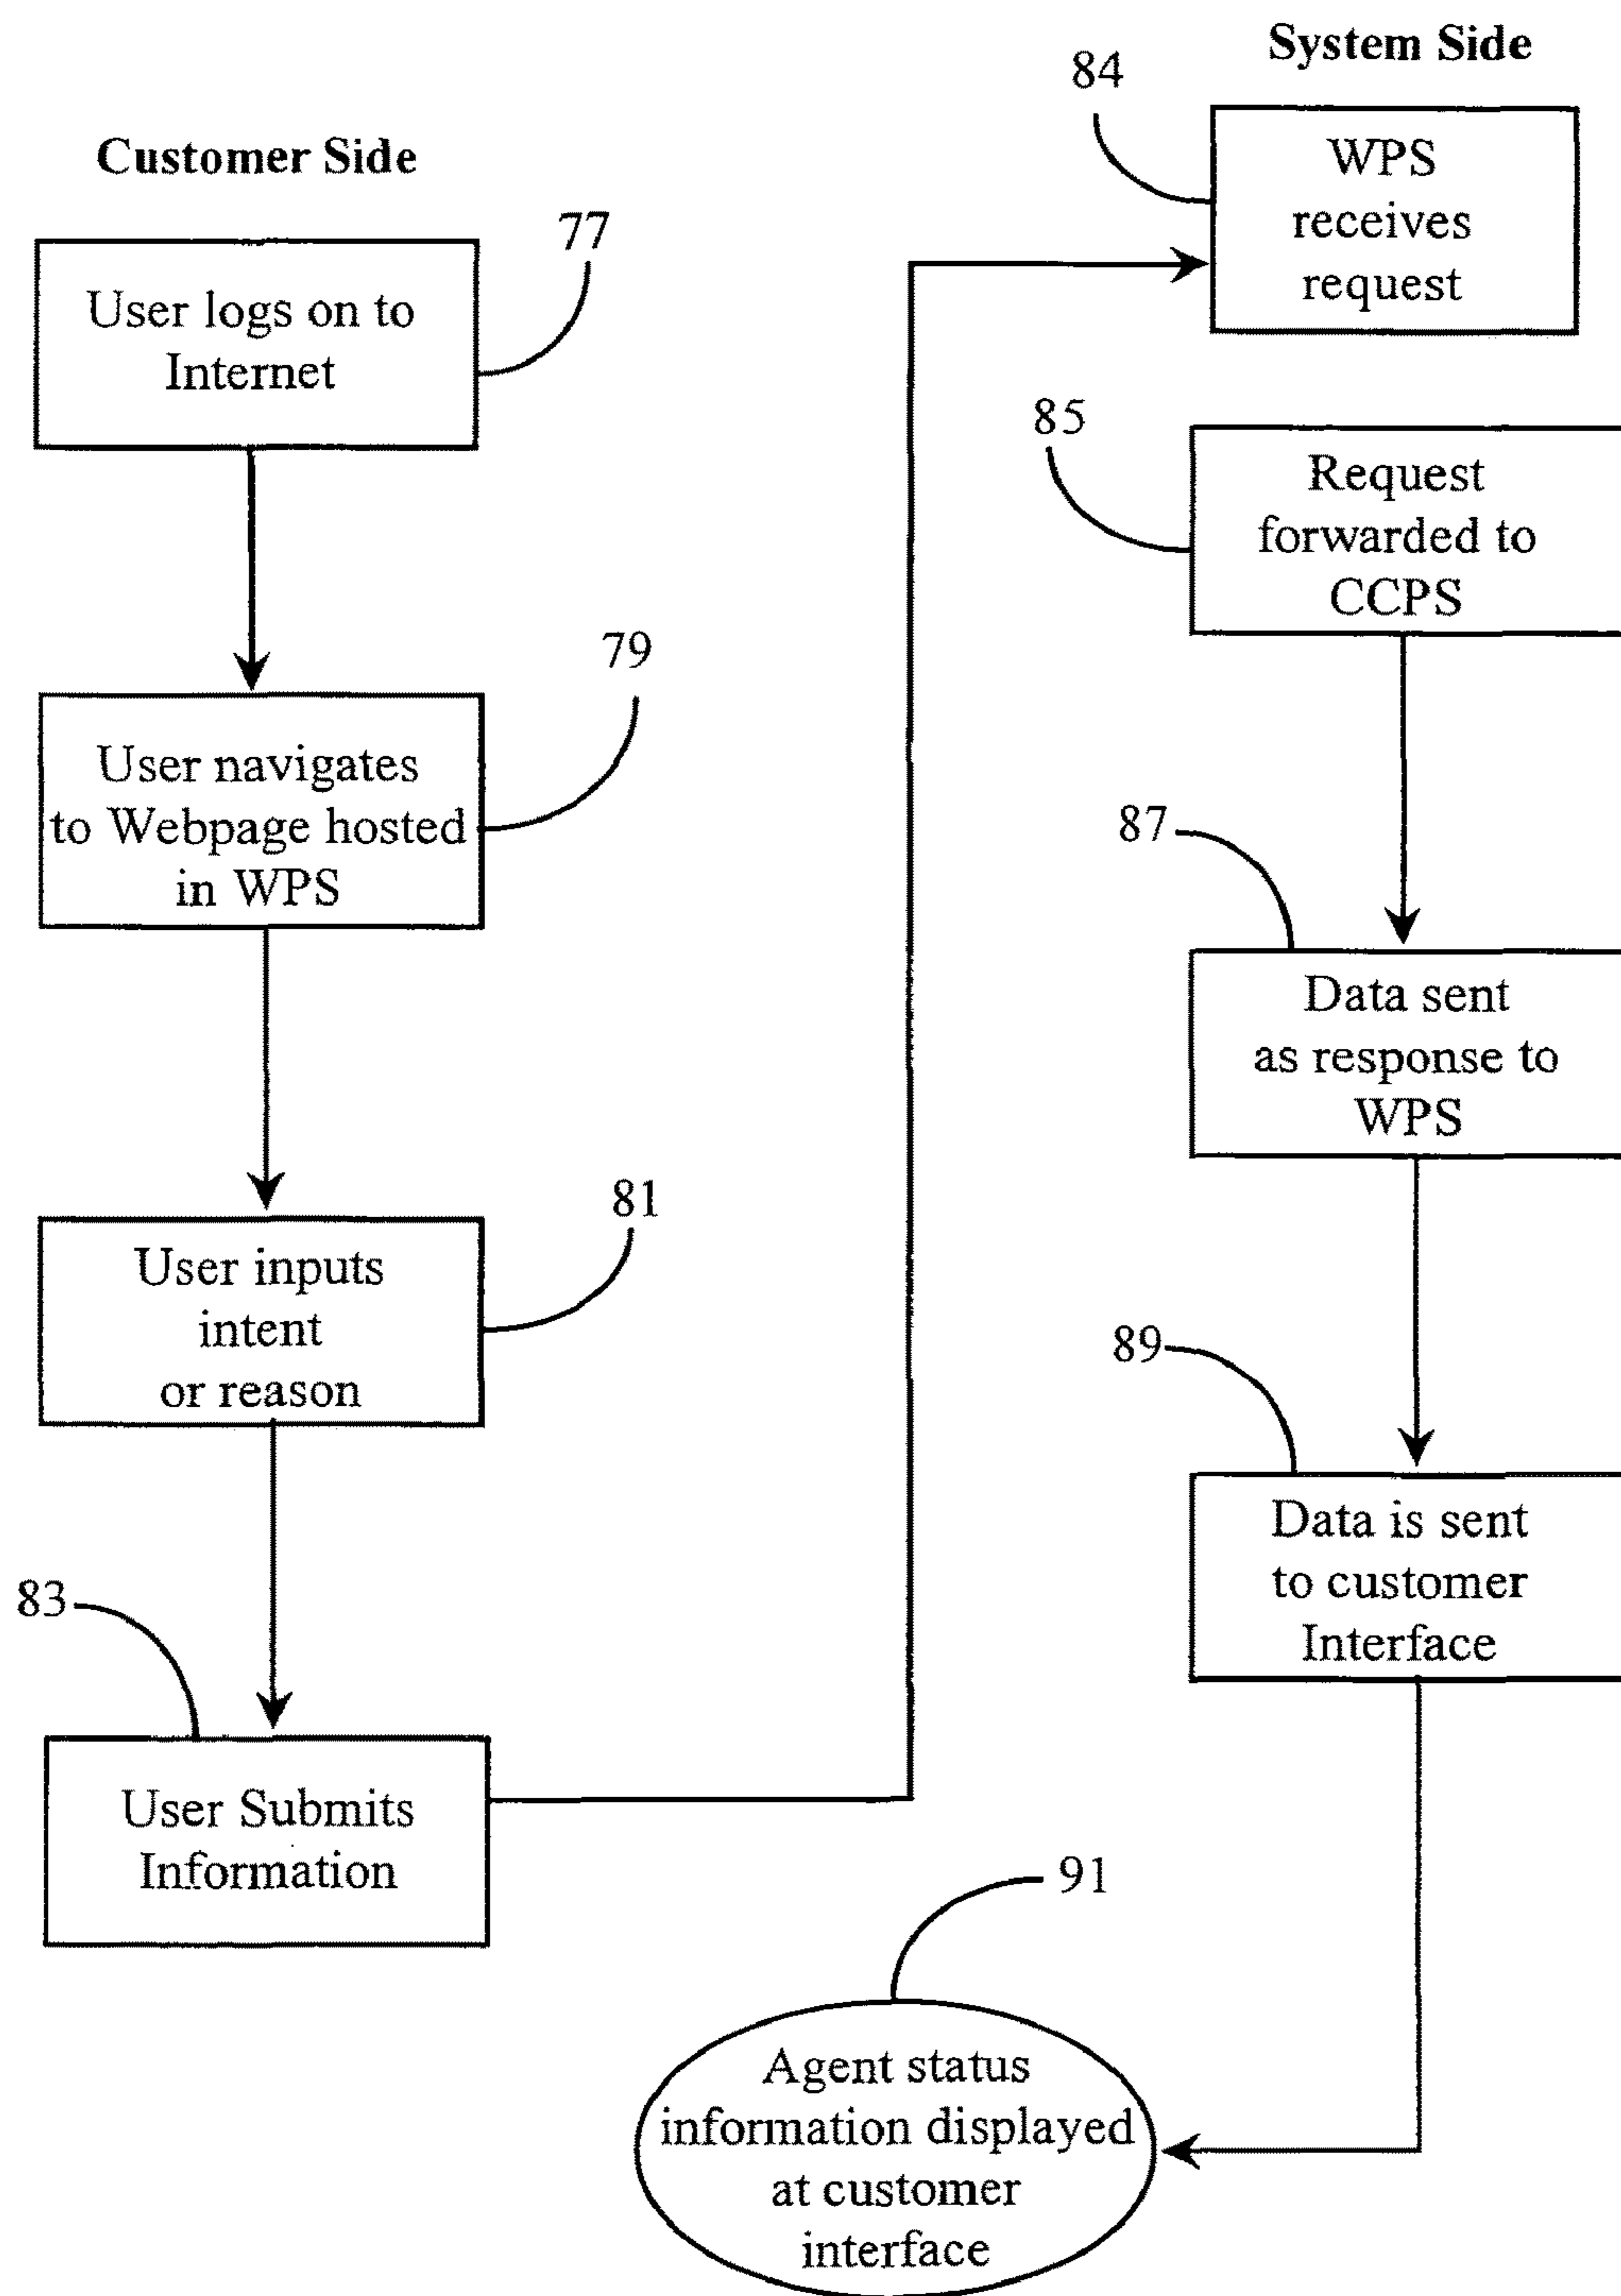 Customer Side
77
User logs on to
Internet
79
User navigates
to Webpage hosted
in WPS
81
User inputs
intent
or reason
83
User Submits
Information
System Side
84
WPS
receives
request
85
Request
forwarded to
CCPS
87
Data sent
as response to
WPS
89
Data is sent
to customer
Interface
91
Agent status
information displayed
at customer
interface